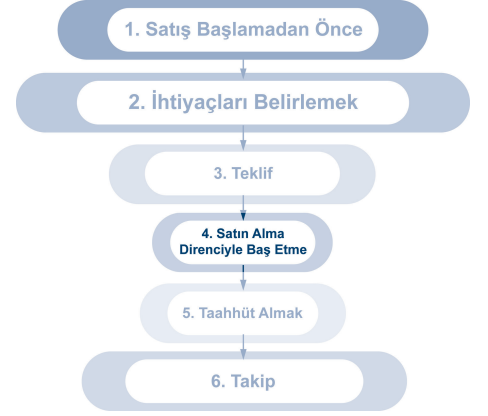 1. Satış Başlamadan Önce
2. İhtiyaçları Belirlemek
3. Teklif
4. Satın Alma
Direnciyle Baş Etme
5. Taahhüt Almak
6. Takip